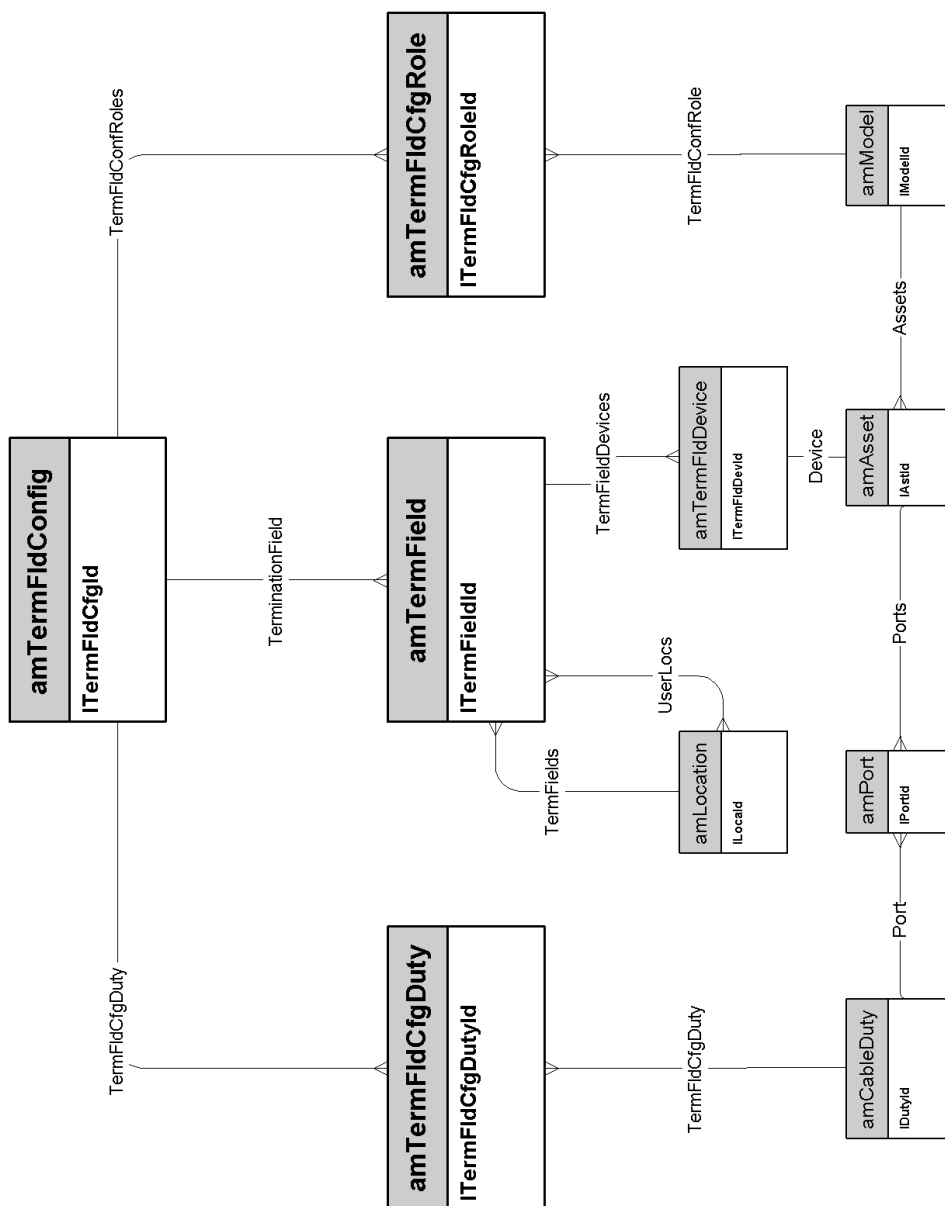 amTermFldConfig
lTermFldCfgId
TermFldCfgDuty
TermFldConfRoles
TerminationField
amTermFldCfgDuty
amTermField
amTermFldCfgRole
lTermFldCfgDutyId
lTermFieldId
lTermFldCfgRoleId
TermFields
TermFieldDevices
UserLocs
TermFldCfgDuty
amLocation
amTermFldDevice
TermFldConfRole
lLocaId
lTermFldDevId
Device
amCableDuty
amPort
amAsset
amModel
Port
Ports
Assets
lDutyId
lPortId
lAstId
lModelId